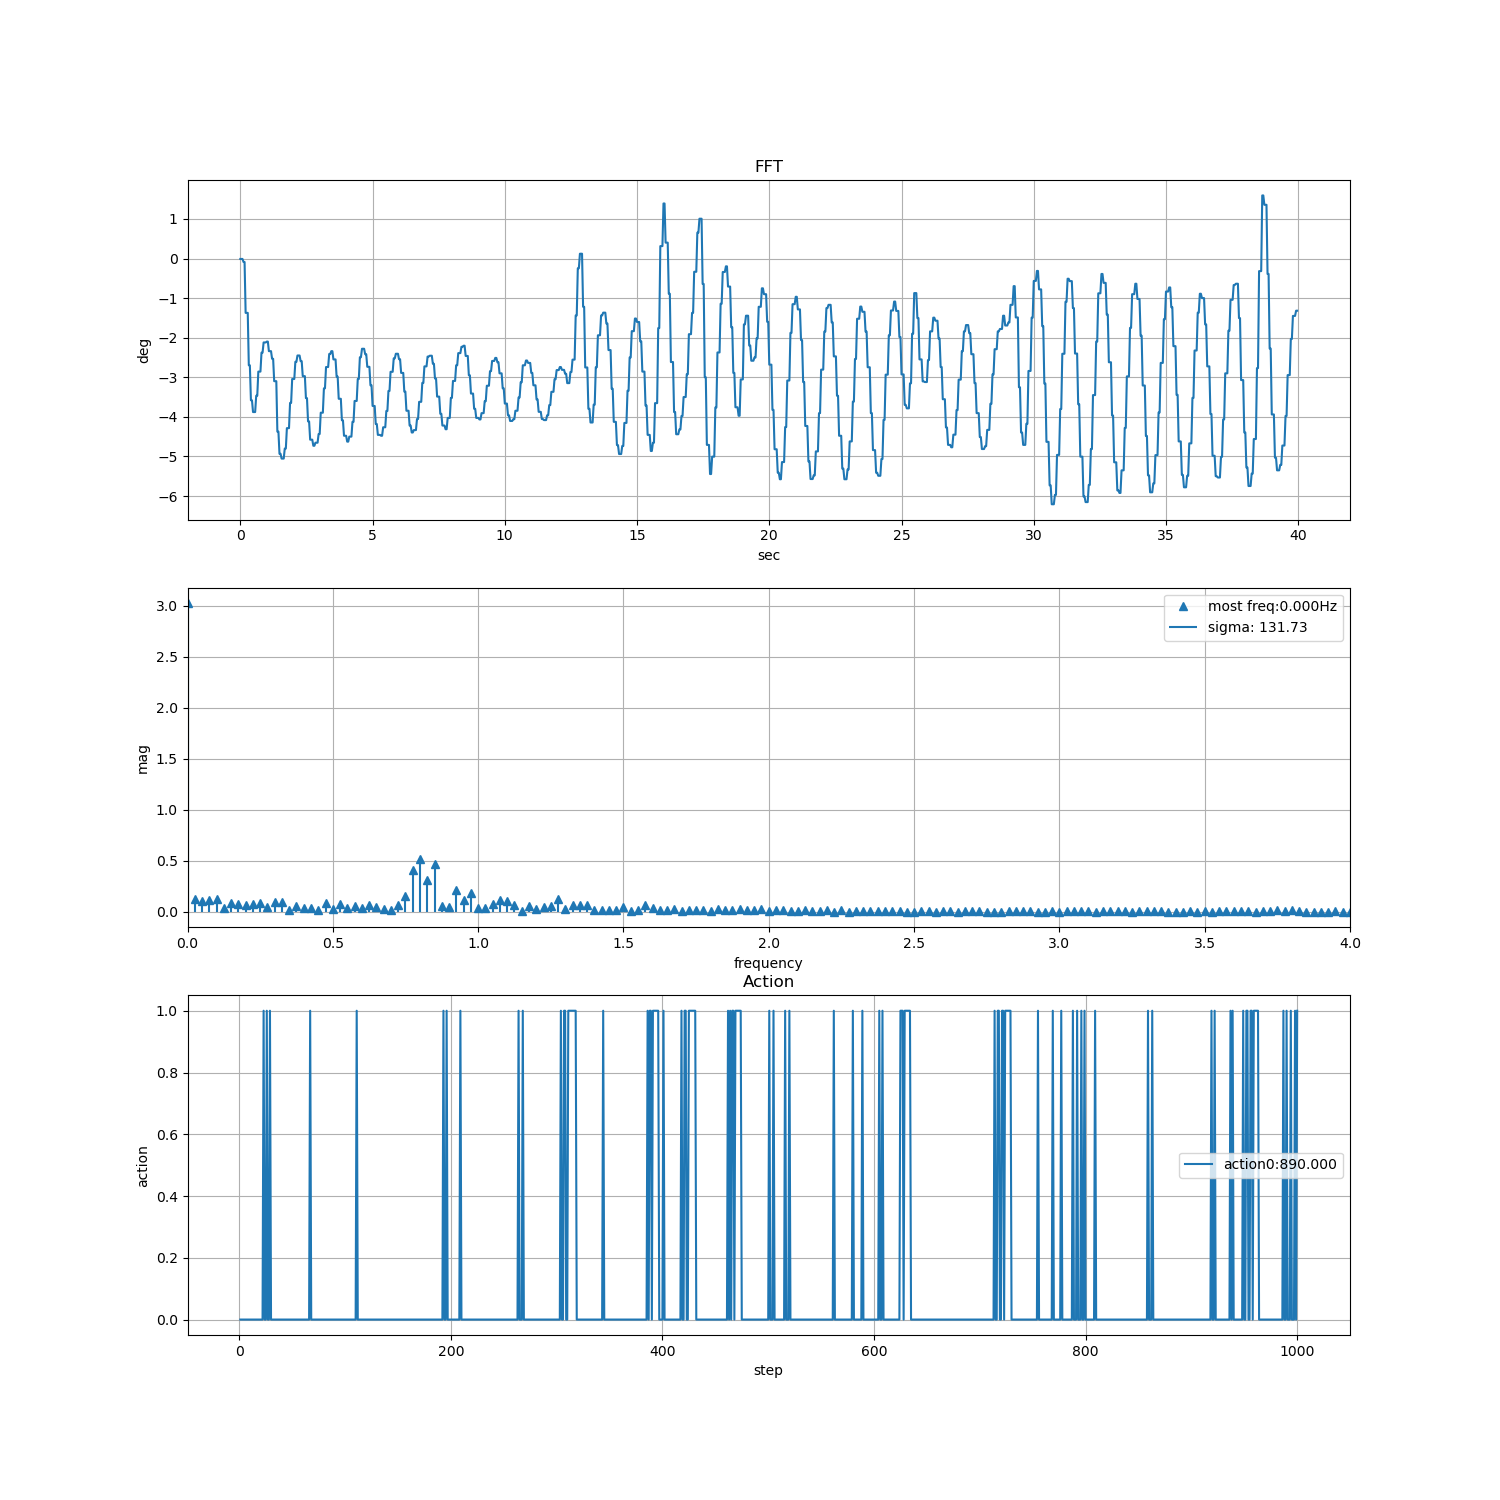 FFT
1
0
−1
−2
−3
−4
−5
−6
deg
0 5 10 15 20 25 30 35 40
sec
3.0
2.5
2.0
1.5
1.0
0.5
0.0
mag
most freq:0.000Hz
sigma: 131.73
0.0 0.5 1.0 1.5 2.0 2.5 3.0 3.5 4.0
frequency
Action
1.0
0.8
0.6
0.4
0.2
0.0
action
action0:890.000
0 200 400 600 800 1000
step